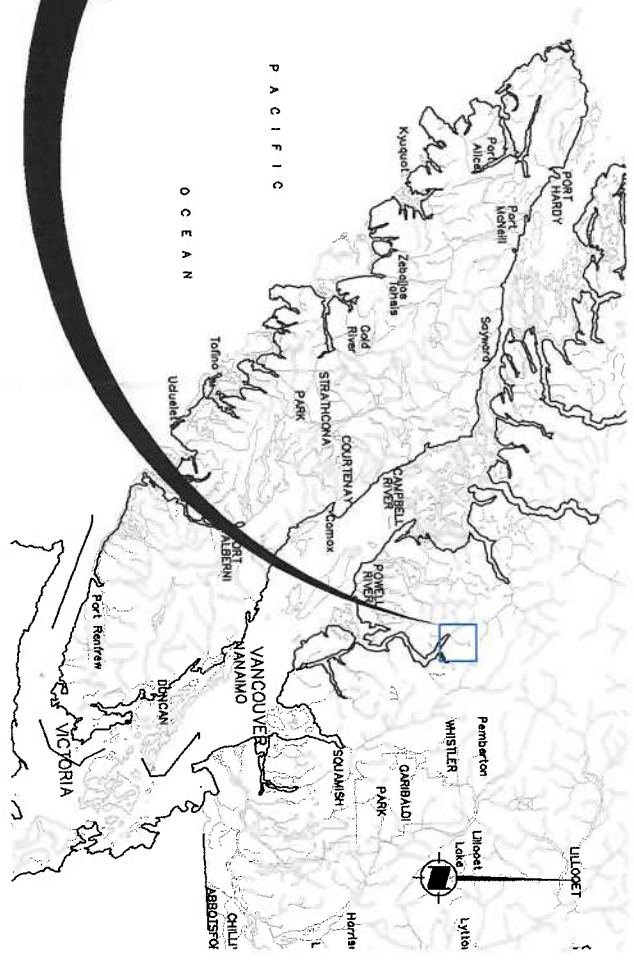 PACIFIC
OCEAN
PORT
HARDY
Port
Alice
Port
McNeill
Kyuquot
Zeballos
Tahsis
Sayward
Gold
River
STRATHCONA
PARK
Tofino
Ucluelet
COURTENAY
Comox
CAMPBELL
RIVER
POWELL
RIVER
PORT
ALBERNI
Port Renfrew
NANAIMO
VANCOUVER
DUNCAN
VICTORIA
SQUAMISH
WHISTLER
Pemberton
GARIBALDI
PARK
Lillooet
Lake
LILLOOET